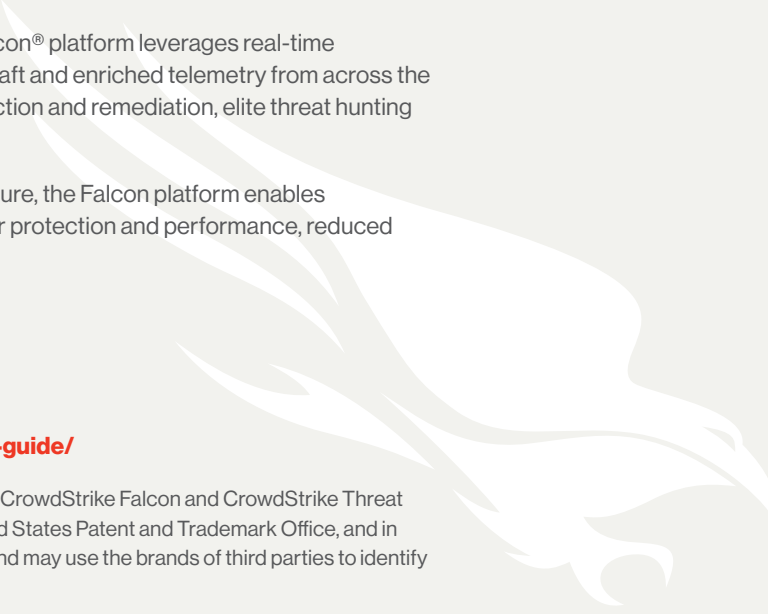 con® platform leverages real-time
aft and enriched telemetry from across the
ction and remediation, elite threat hunting
ure, the Falcon platform enables
r protection and performance, reduced
-guide/
CrowdStrike Falcon and CrowdStrike Threat
d States Patent and Trademark Office, and in
nd may use the brands of third parties to identify